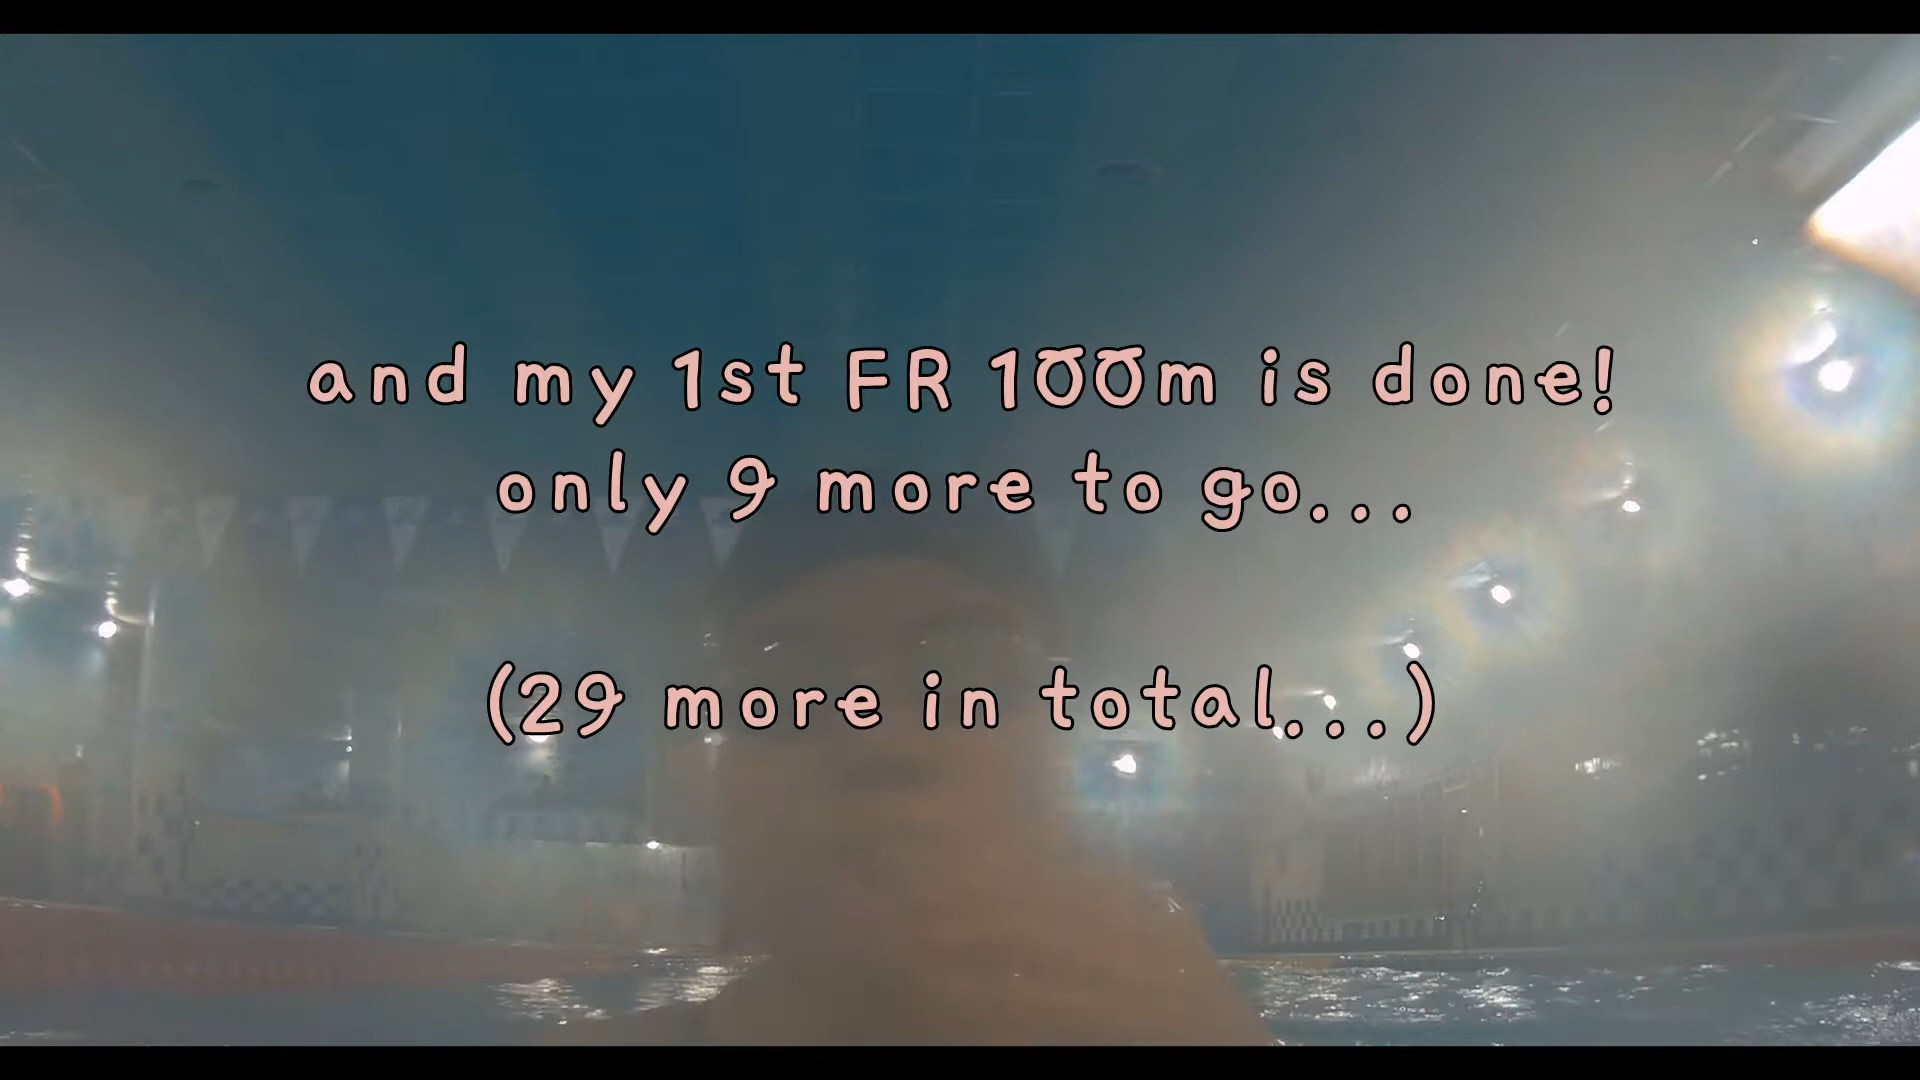 and my 1st FR 100m is done!
only 9 more to go...
(29 more in total...)